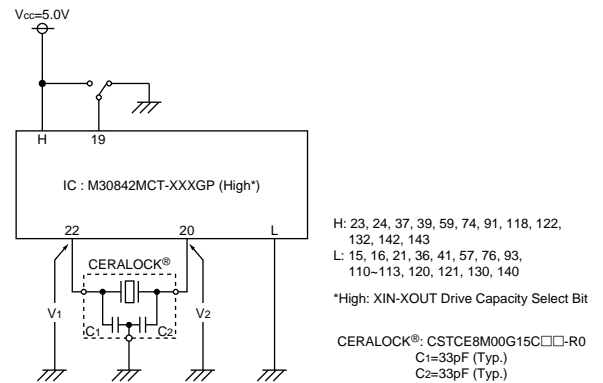 Vcc=5.0V
H 19
IC : M30842MCT-XXXGP (High*)
22 20 L
CERALOCK®
V1 C1 C2 V2
H: 23, 24, 37, 39, 59, 74, 91, 118, 122,
132, 142, 143
L: 15, 16, 21, 36, 41, 57, 76, 93,
110~113, 120, 121, 130, 140
*High: XIN-XOUT Drive Capacity Select Bit
CERALOCK®: CSTCE8M00G15C□□-R0
C1=33pF (Typ.)
C2=33pF (Typ.)